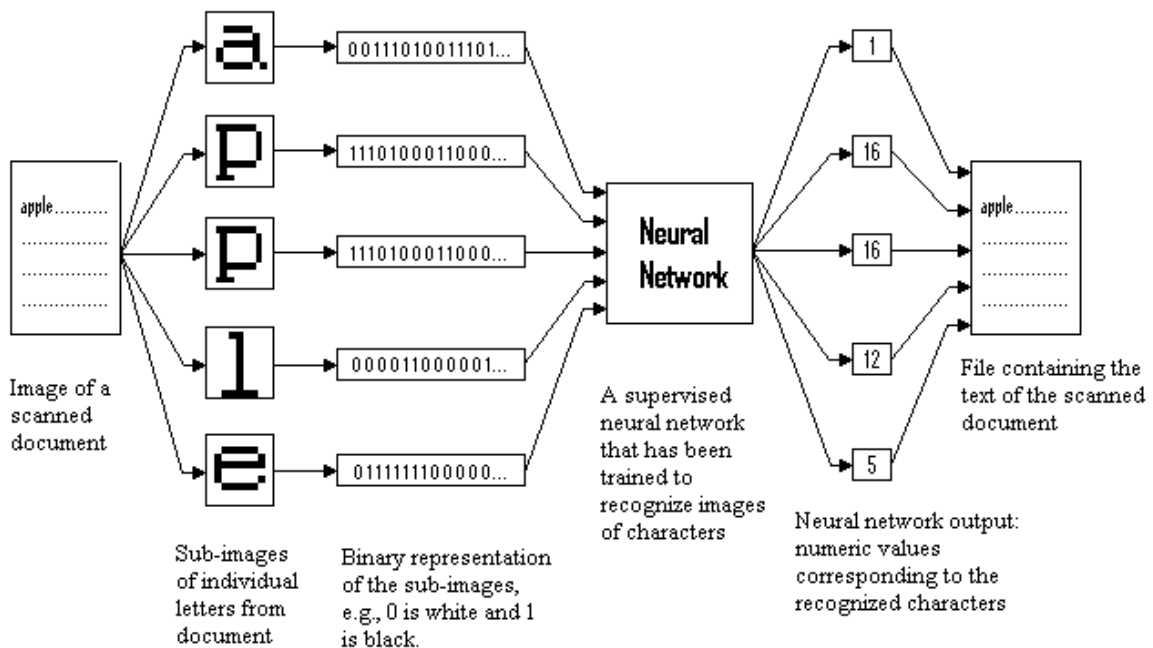 a
00111010011101...
1
p
1110100011000...
16
apple..........
.................
.................
.................
p
1110100011000...
Neural
Network
16
apple..........
.................
.................
.................
l
0000110000001...
12
e
01111111100000...
5
Image of a
scanned
document
Sub-images
of individual
letters from
document
Binary representation
of the sub-images,
e.g., 0 is white and 1
is black.
A supervised
neural network
that has been
trained to
recognize images
of characters
Neural network output:
numeric values
corresponding to the
recognized characters
File containing the
text of the scanned
document